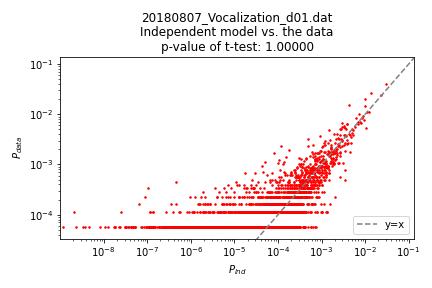 20180807_Vocalization_d01.dat
Independent model vs. the data
p-value of t-test: 1.00000
10⁻¹
10⁻²
10⁻³
10⁻⁴
P_data
y=x
10⁻⁸ 10⁻⁷ 10⁻⁶ 10⁻⁵ 10⁻⁴ 10⁻³ 10⁻² 10⁻¹
P_ind